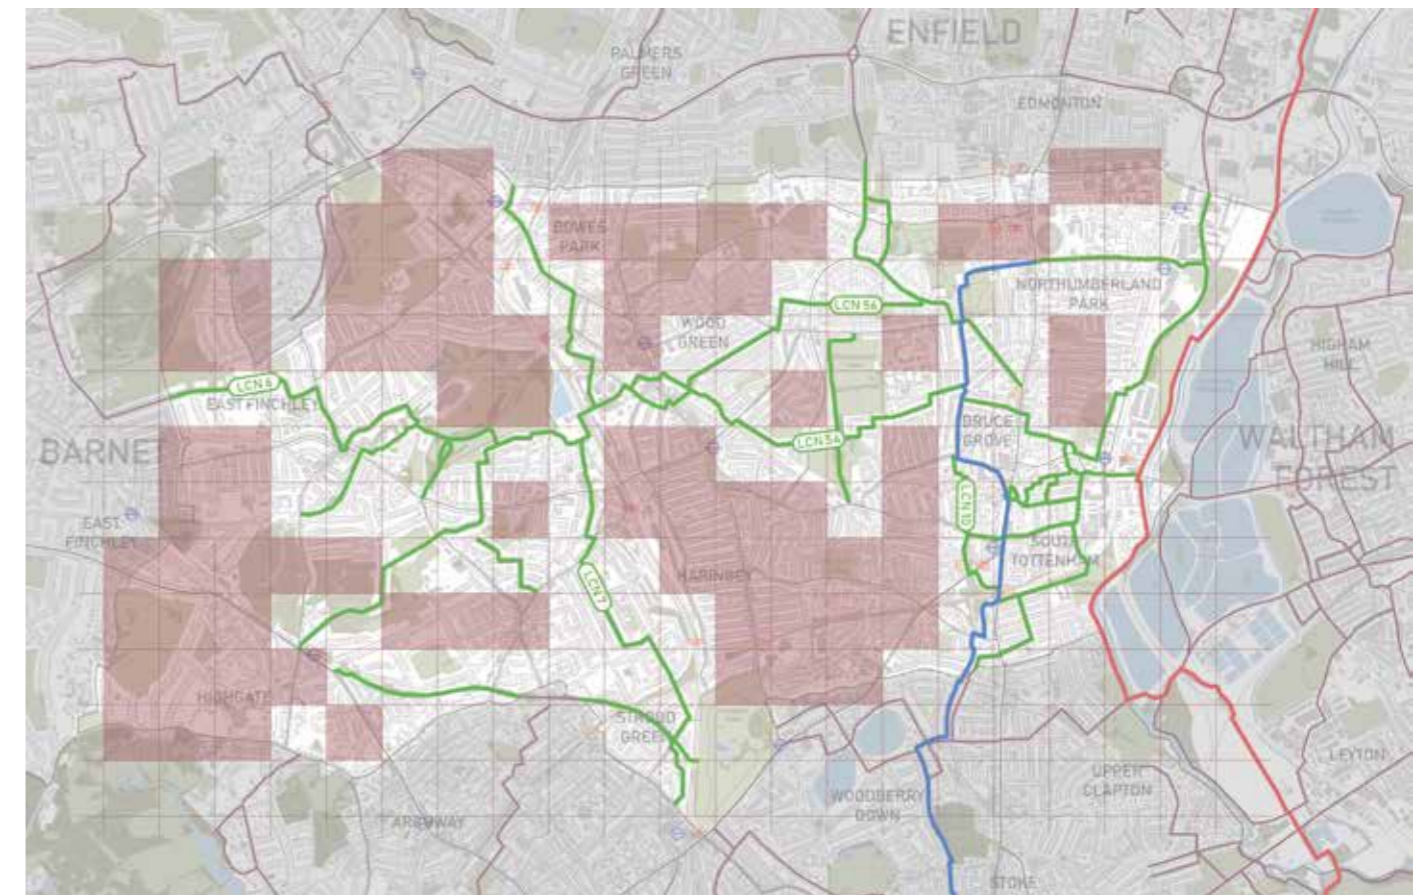 ENFIELD
PALMERS
GREEN
EDMONTON
BOWES
PARK
NORTHUMBERLAND
PARK
LCN 56
WOOD
GREEN
HIGHAM
HILL
LCN 6
EAST FINCHLEY
BARNET
BRUCE
GROVE
WALTHAM
FOREST
LCN 54
LCN 10
EAST
FINCHLEY
SOUTH
TOTTENHAM
HARINGEY
LCN 7
HIGHGATE
STROUD
GREEN
LEYTON
UPPER
CLAPTON
WOODBERRY
DOWN
ARCHWAY
STOKE